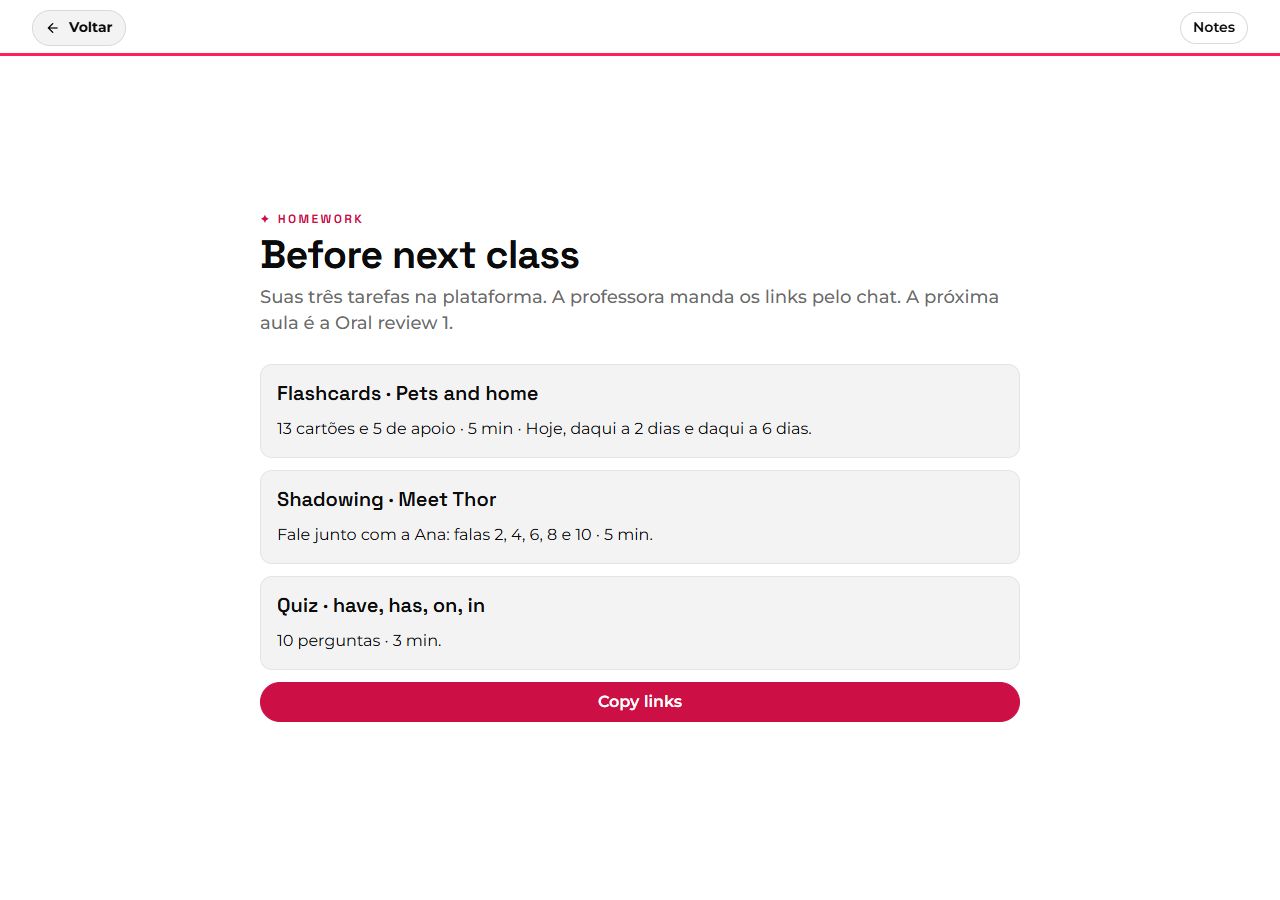 Voltar
Notes
✦ HOMEWORK
Before next class
Suas três tarefas na plataforma. A professora manda os links pelo chat. A próxima
aula é a Oral review 1.
Flashcards · Pets and home
13 cartões e 5 de apoio · 5 min · Hoje, daqui a 2 dias e daqui a 6 dias.
Shadowing · Meet Thor
Fale junto com a Ana: falas 2, 4, 6, 8 e 10 · 5 min.
Quiz · have, has, on, in
10 perguntas · 3 min.
Copy links